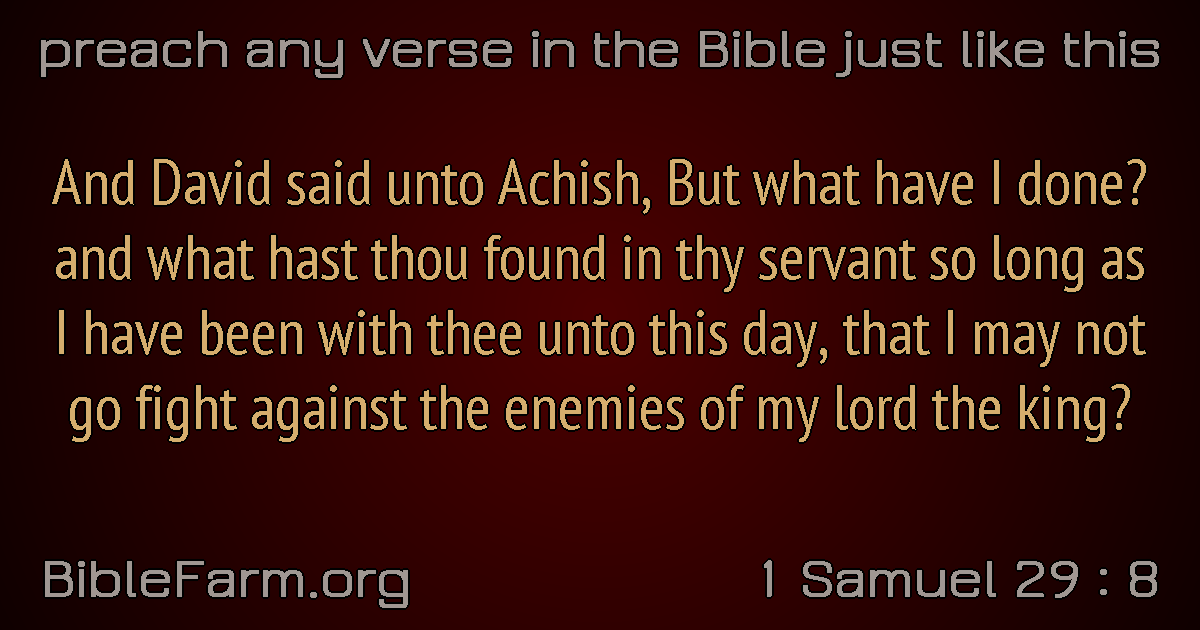 preach any verse in the Bible just like this
And David said unto Achish, But what have I done?
and what hast thou found in thy servant so long as
I have been with thee unto this day, that I may not
go fight against the enemies of my lord the king?
BibleFarm.org
1 Samuel 29 : 8